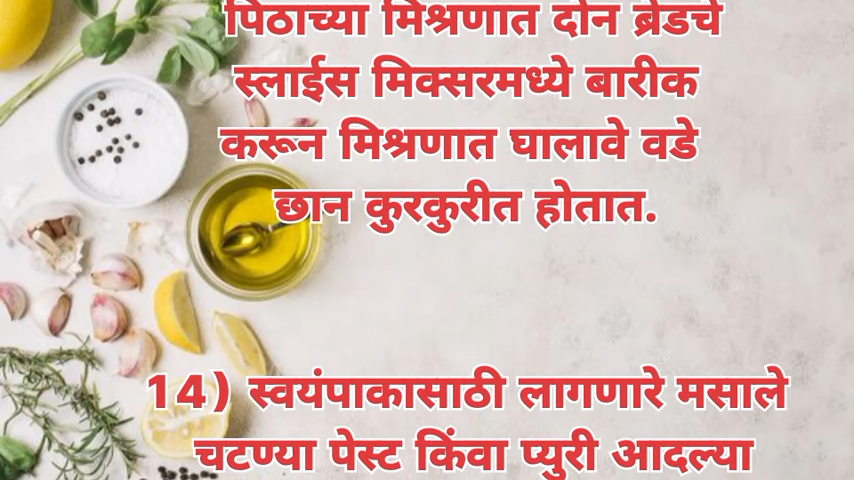 पिठाच्या मिश्रणात दोन ब्रेडचे
स्लाईस मिक्सरमध्ये बारीक
करून मिश्रणात घालावे वडे
छान कुरकुरीत होतात.
14) स्वयंपाकासाठी लागणारे मसाले
चटण्या पेस्ट किंवा प्युरी आदल्या